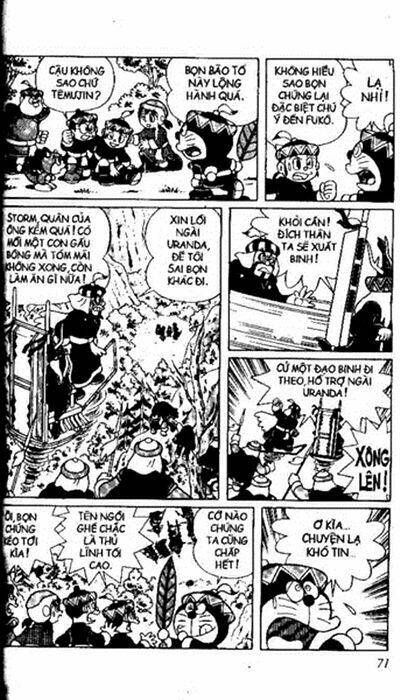 CẬU KHÔNG
SAO CHỨ
TÊMUJIN?
BỌN BÃO TỐ
NÀY LỘNG
HÀNH QUÁ.
KHÔNG HIỂU
SAO BỌN
CHÚNG LẠI
ĐẶC BIỆT CHÚ
Ý ĐẾN FUKÔ.
LẠ
NHỈ!
STORM, QUÂN CỦA
ÔNG KÉM QUÁ! CÓ
MỖI MỘT CON GẤU
BÔNG MÀ TÓM MÃI
KHÔNG XONG, CÒN
LÀM ĂN GÌ NỮA!
XIN LỖI
NGÀI
URANDA,
ĐỂ TÔI
SAI BỌN
KHÁC ĐI.
KHỎI CẦN! ĐÍCH THÂN
TA SẼ XUẤT
BINH!
CỬ MỘT ĐẠO BINH ĐI
THEO, HỔ TRỢ NGÀI
URANDA!
XÔNG
LÊN!
ÔI, BỌN
CHÚNG
KÉO TỚI
KÌA!
TÊN NGỒI
GHẾ CHẮC
LÀ THỦ
LĨNH TỐI
CAO.
CỠ NÀO
CHÚNG
TA CŨNG
CHẤP
HẾT!
Ơ KÌA...
CHUYỆN LẠ
KHÓ TIN...
71